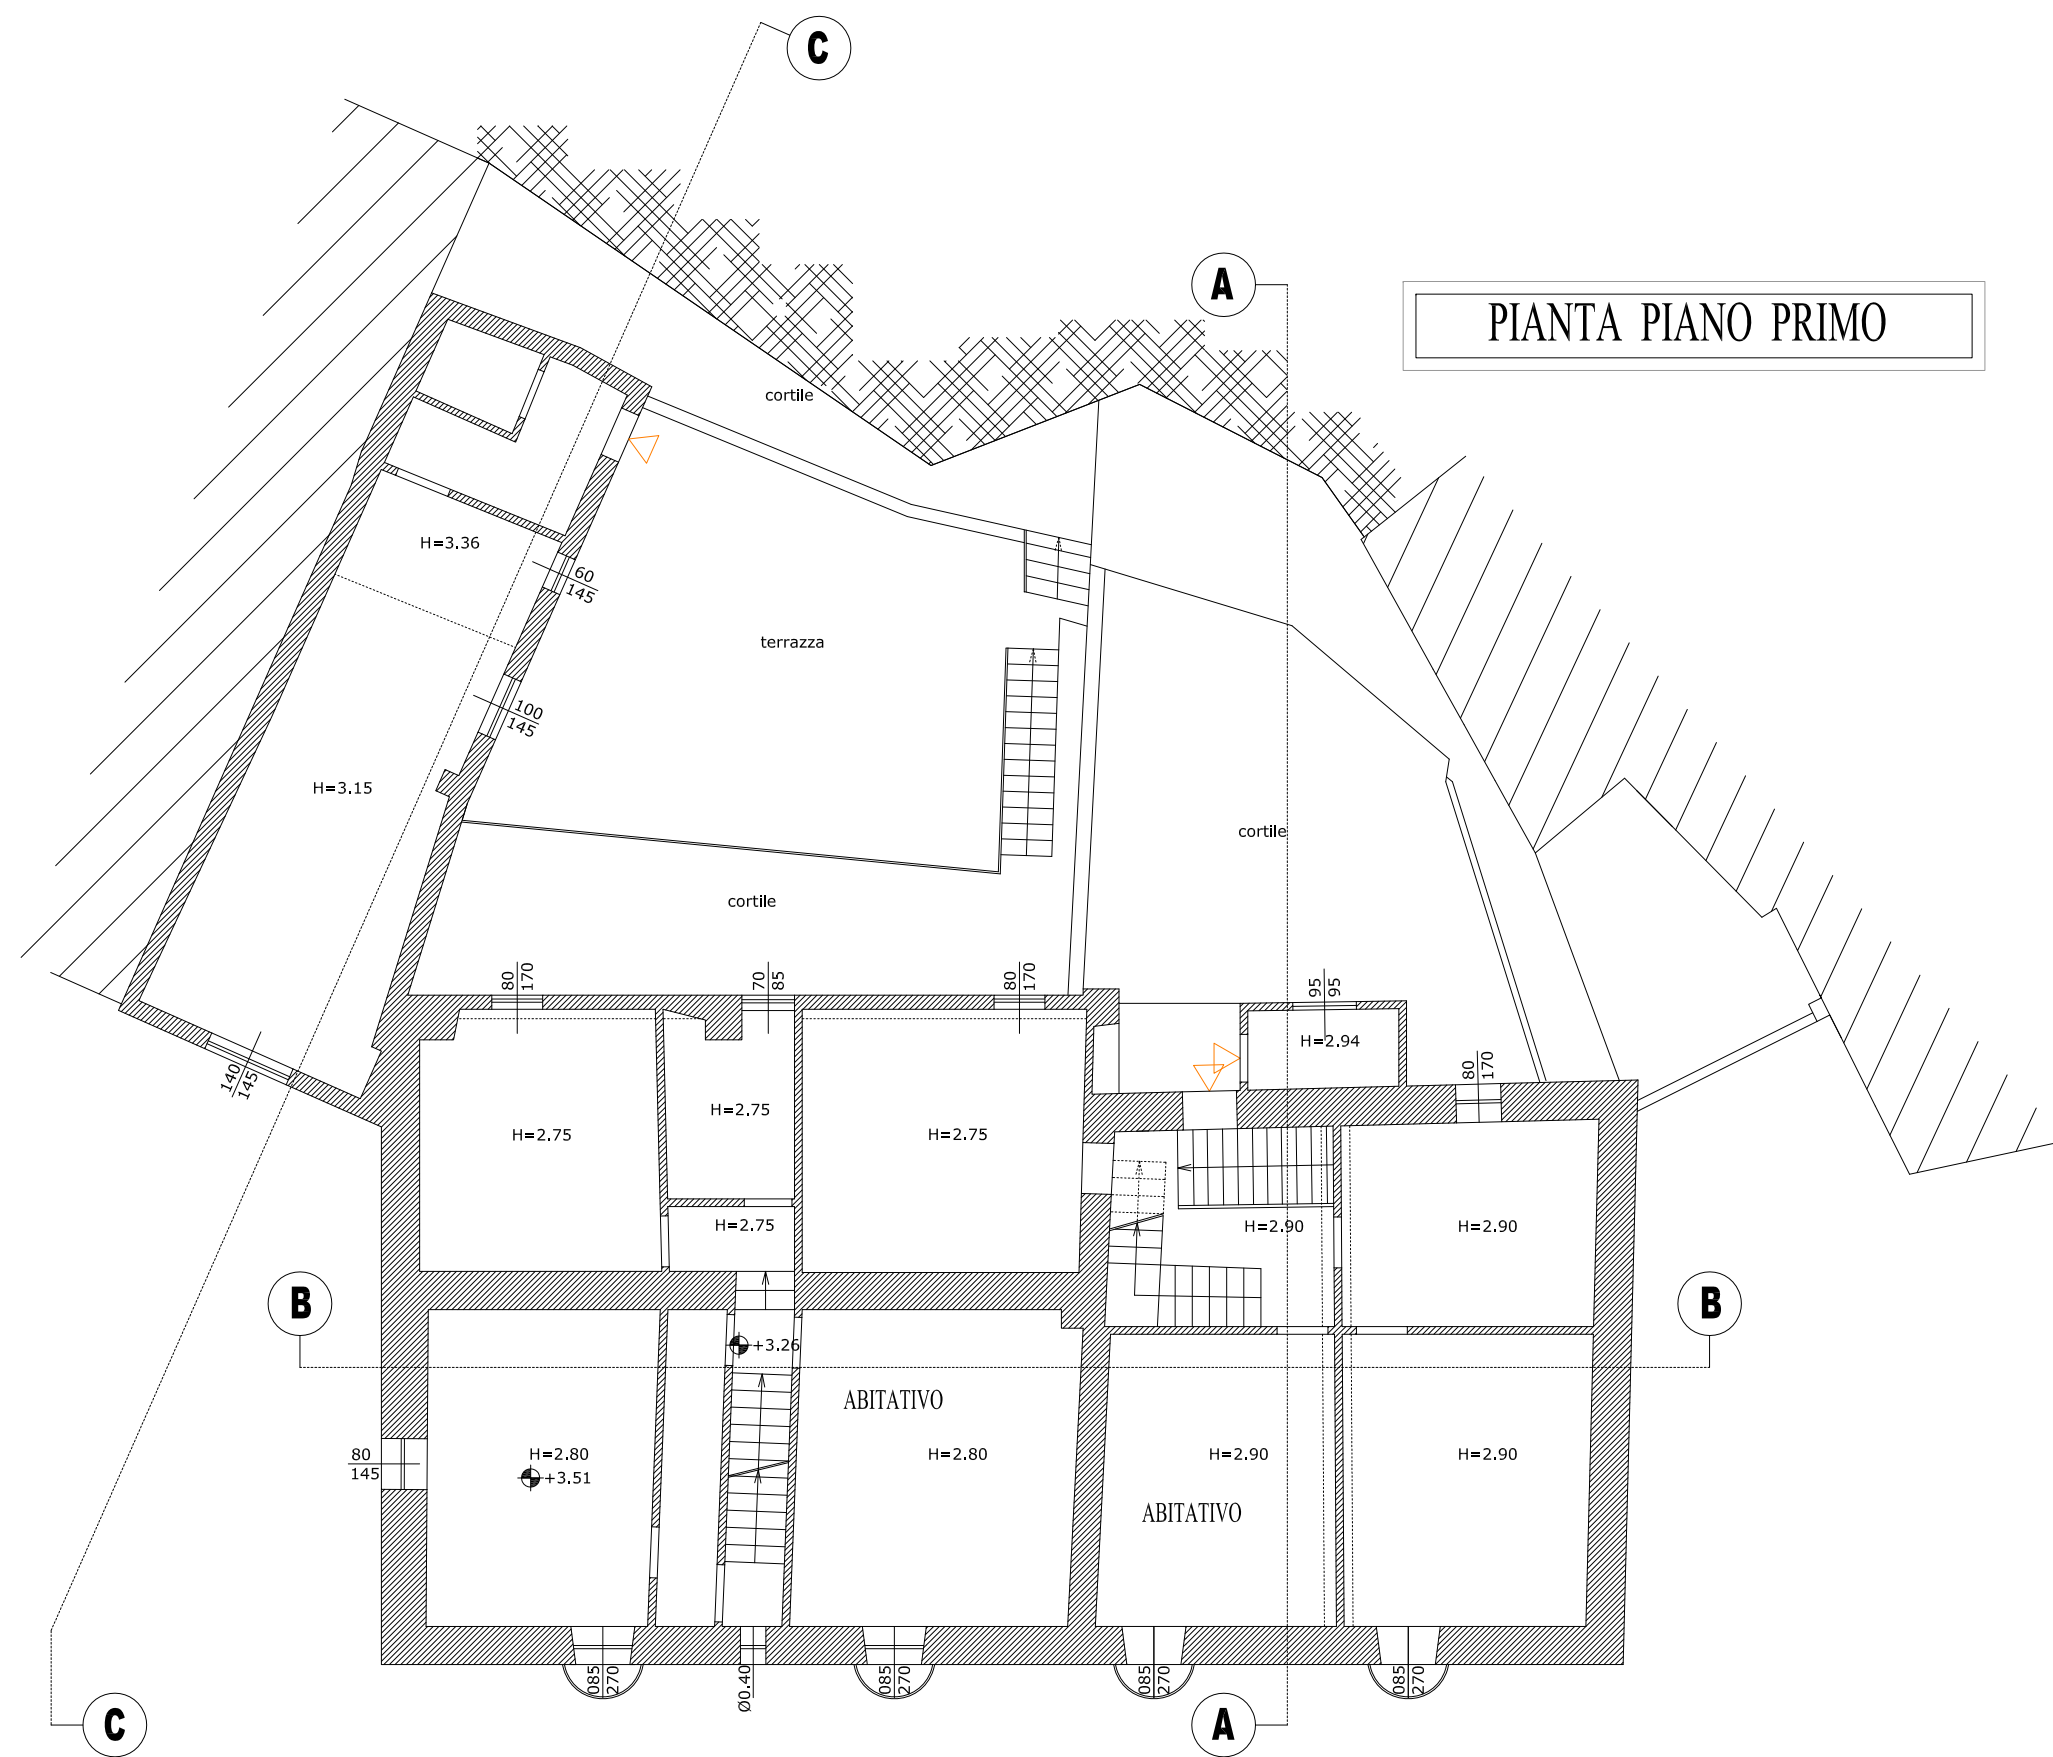 C
A
PIANTA PIANO PRIMO
cortile
H=3.36
60
145
terrazza
100
145
H=3.15
cortile
cortile
80
170
70
85
80
170
95
95
H=2.94
140
145
80
170
H=2.75
H=2.75
H=2.75
H=2.75
H=2.90
H=2.90
B
B
+3.26
ABITATIVO
80
145
H=2.80
+3.51
H=2.80
H=2.90
H=2.90
ABITATIVO
085
270
Ø0.40
085
270
085
270
085
270
C
A